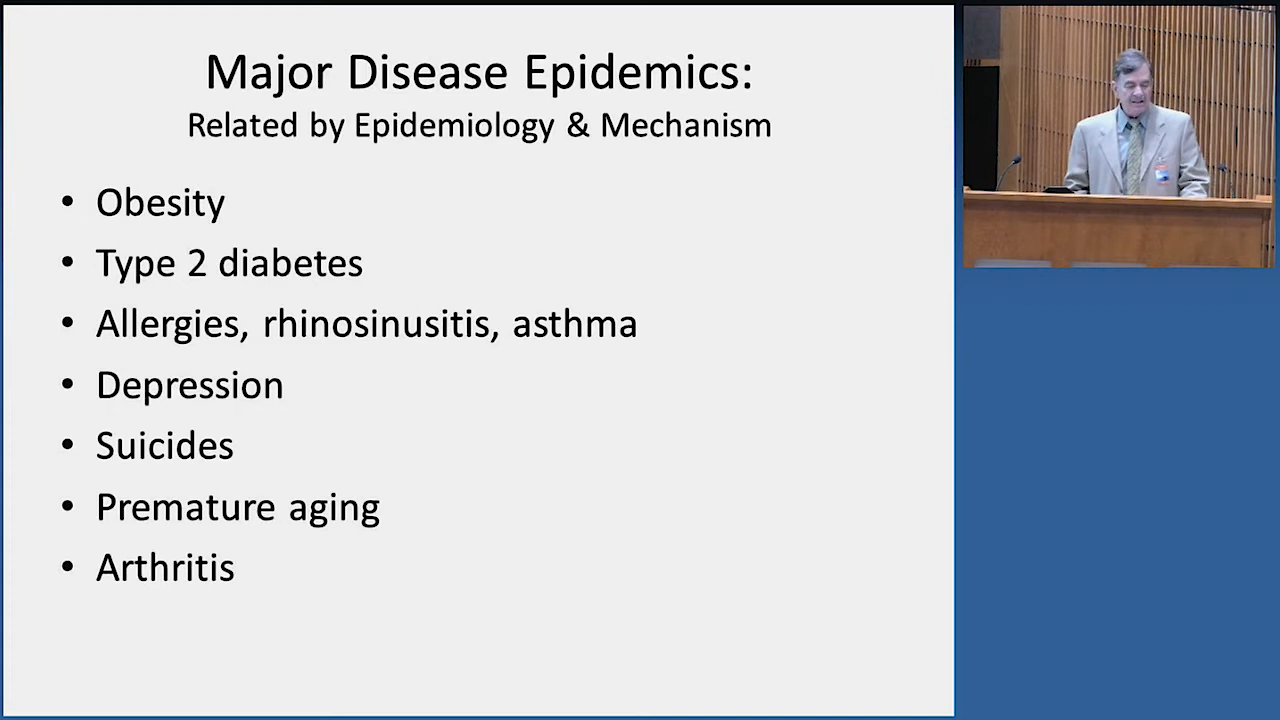 Major Disease Epidemics:
Related by Epidemiology & Mechanism
• Obesity
• Type 2 diabetes
• Allergies, rhinosinusitis, asthma
• Depression
• Suicides
• Premature aging
• Arthritis